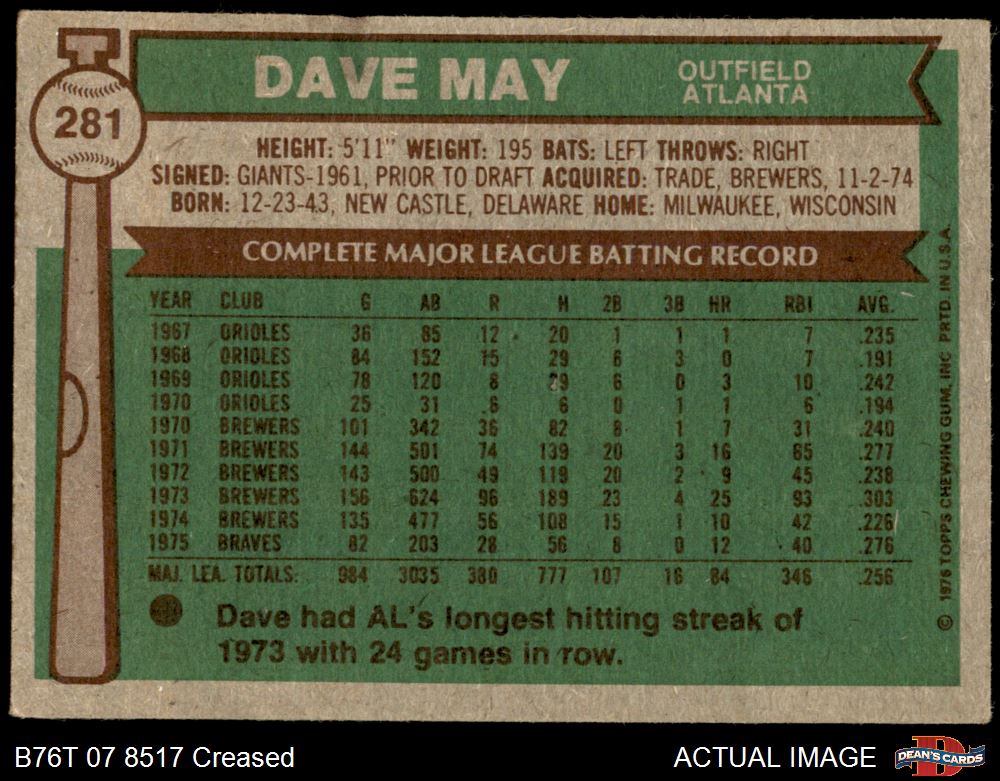 T
281
DAVE MAY
OUTFIELD
ATLANTA
HEIGHT: 5'11" WEIGHT: 195 BATS: LEFT THROWS: RIGHT
SIGNED: GIANTS-1961, PRIOR TO DRAFT ACQUIRED: TRADE, BREWERS, 11-2-74
BORN: 12-23-43, NEW CASTLE, DELAWARE HOME: MILWAUKEE, WISCONSIN
COMPLETE MAJOR LEAGUE BATTING RECORD
YEAR CLUB G AB R H 2B 3B HR RBI AVG.
1967 ORIOLES 36 85 12 20 1 1 1 7 .235
1968 ORIOLES 84 152 15 29 6 3 0 7 .191
1969 ORIOLES 78 120 8 29 6 0 3 10 .242
1970 ORIOLES 25 31 6 6 0 1 1 6 .194
1970 BREWERS 101 342 36 82 8 1 7 31 .240
1971 BREWERS 144 501 74 139 20 3 16 65 .277
1972 BREWERS 143 500 49 119 20 2 9 45 .238
1973 BREWERS 156 624 96 189 23 4 25 93 .303
1974 BREWERS 135 477 56 108 15 1 10 42 .226
1975 BRAVES 82 203 28 56 8 0 12 40 .276
MAJ. LEA. TOTALS: 984 3035 380 777 107 16 84 346 .256
Dave had AL's longest hitting streak of
1973 with 24 games in row.
© 1976 TOPPS CHEWING GUM, INC. PRTD. IN U.S.A.
B76T 07 8517 Creased
ACTUAL IMAGE
D
DEAN'S CARDS